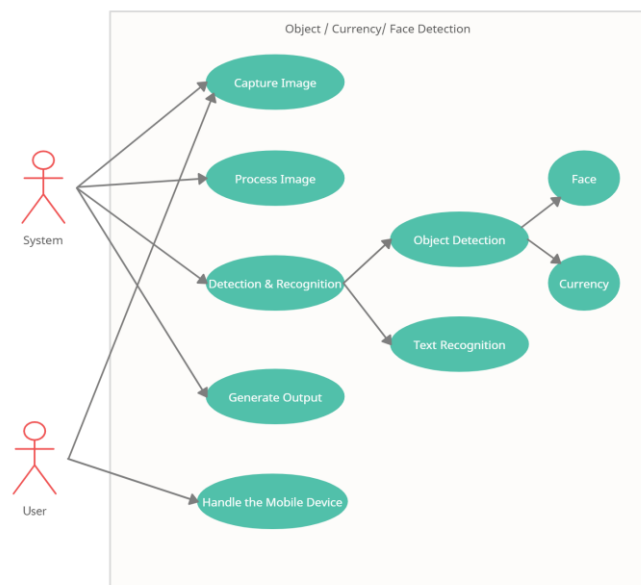 Object / Currency/ Face Detection
Capture Image
Process Image
Face
System
Object Detection
Detection & Recognition
Currency
Text Recognition
Generate Output
Handle the Mobile Device
User